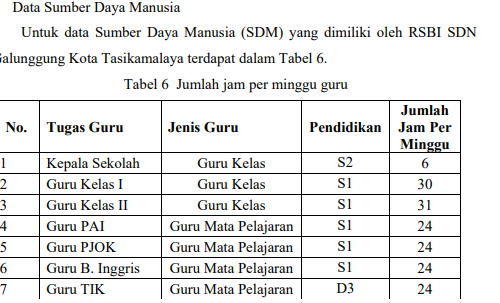 Data Sumber Daya Manusia
Untuk data Sumber Daya Manusia (SDM) yang dimiliki oleh RSBI SDN
Galunggung Kota Tasikamalaya terdapat dalam Tabel 6.
Tabel 6 Jumlah jam per minggu guru
No. Tugas Guru Jenis Guru Pendidikan Jumlah Jam Per Minggu
1 Kepala Sekolah Guru Kelas S2 6
2 Guru Kelas I Guru Kelas S1 30
3 Guru Kelas II Guru Kelas S1 31
4 Guru PAI Guru Mata Pelajaran S1 24
5 Guru PJOK Guru Mata Pelajaran S1 24
6 Guru B. Inggris Guru Mata Pelajaran S1 24
7 Guru TIK Guru Mata Pelajaran D3 24